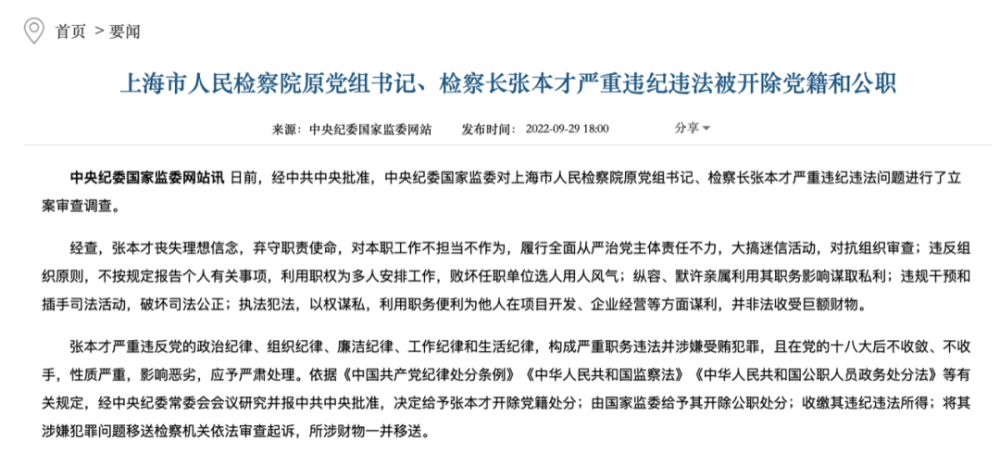 首页 > 要闻
上海市人民检察院原党组书记、检察长张本才严重违纪违法被开除党籍和公职
来源：中央纪委国家监委网站 发布时间：2022-09-29 18:00 分享
中央纪委国家监委网站讯 日前，经中共中央批准，中央纪委国家监委对上海市人民检察院原党组书记、检察长张本才严重违纪违法问题进行了立
案审查调查。
经查，张本才丧失理想信念，弃守职责使命，对本职工作不担当不作为，履行全面从严治党主体责任不力，大搞迷信活动，对抗组织审查；违反组
织原则，不按规定报告个人有关事项，利用职权为多人安排工作，败坏任职单位选人用人风气；纵容、默许亲属利用其职务影响谋取私利；违规干预和
插手司法活动，破坏司法公正；执法犯法，以权谋私，利用职务便利为他人在项目开发、企业经营等方面谋利，并非法收受巨额财物。
张本才严重违反党的政治纪律、组织纪律、廉洁纪律、工作纪律和生活纪律，构成严重职务违法并涉嫌受贿犯罪，且在党的十八大后不收敛、不收
手，性质严重，影响恶劣，应予严肃处理。依据《中国共产党纪律处分条例》《中华人民共和国监察法》《中华人民共和国公职人员政务处分法》等有
关规定，经中央纪委常委会会议研究并报中共中央批准，决定给予张本才开除党籍处分；由国家监委给予其开除公职处分；收缴其违纪违法所得；将其
涉嫌犯罪问题移送检察机关依法审查起诉，所涉财物一并移送。